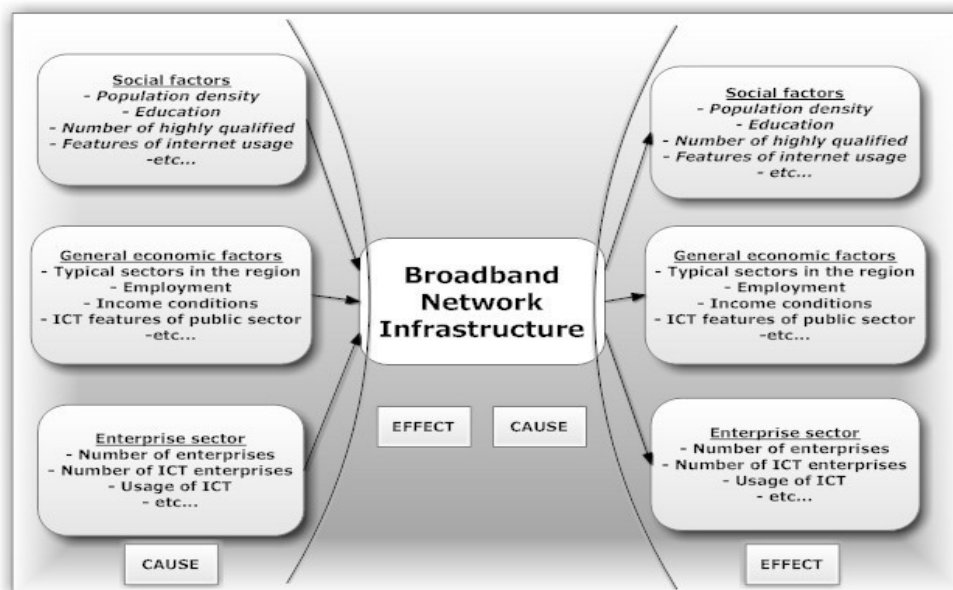 Social factors
- Population density
- Education
- Number of highly qualified
- Features of internet usage
-etc...
General economic factors
- Typical sectors in the region
- Employment
- Income conditions
- ICT features of public sector
-etc...
Enterprise sector
- Number of enterprises
- Number of ICT enterprises
- Usage of ICT
- etc...
CAUSE
Broadband
Network
Infrastructure
EFFECT
CAUSE
Social factors
- Population density
- Education
- Number of highly qualified
- Features of internet usage
- etc...
General economic factors
- Typical sectors in the region
- Employment
- Income conditions
- ICT features of public sector
-etc...
Enterprise sector
- Number of enterprises
- Number of ICT enterprises
- Usage of ICT
- etc...
EFFECT